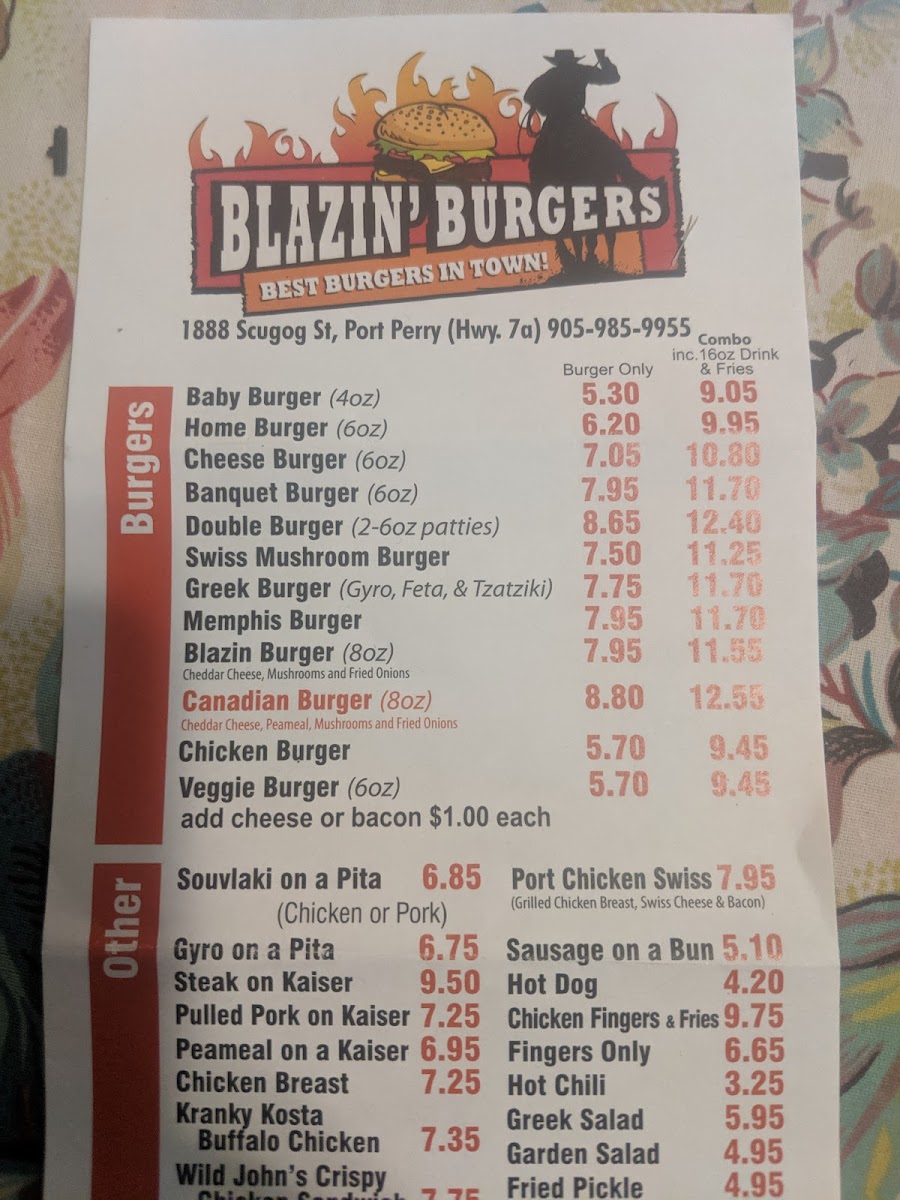 BLAZIN' BURGERS
BEST BURGERS IN TOWN!
1888 Scugog St, Port Perry (Hwy. 7a) 905-985-9955
Combo
inc.16oz Drink
Burger Only & Fries
Burgers
Baby Burger (4oz) 5.30 9.05
Home Burger (6oz) 6.20 9.95
Cheese Burger (6oz) 7.05 10.80
Banquet Burger (6oz) 7.95 11.70
Double Burger (2-6oz patties) 8.65 12.40
Swiss Mushroom Burger 7.50 11.25
Greek Burger (Gyro, Feta, & Tzatziki) 7.75 11.70
Memphis Burger 7.95 11.70
Blazin Burger (8oz) 7.95 11.55
Cheddar Cheese, Mushrooms and Fried Onions
Canadian Burger (8oz) 8.80 12.55
Cheddar Cheese, Peameal, Mushrooms and Fried Onions
Chicken Burger 5.70 9.45
Veggie Burger (6oz) 5.70 9.45
add cheese or bacon $1.00 each
Other
Souvlaki on a Pita 6.85
(Chicken or Pork)
Gyro on a Pita 6.75
Steak on Kaiser 9.50
Pulled Pork on Kaiser 7.25
Peameal on a Kaiser 6.95
Chicken Breast 7.25
Kranky Kosta
Buffalo Chicken 7.35
Wild John's Crispy
Chicken Sandwich 7.75
Port Chicken Swiss 7.95
(Grilled Chicken Breast, Swiss Cheese & Bacon)
Sausage on a Bun 5.10
Hot Dog 4.20
Chicken Fingers & Fries 9.75
Fingers Only 6.65
Hot Chili 3.25
Greek Salad 5.95
Garden Salad 4.95
Fried Pickle 4.95